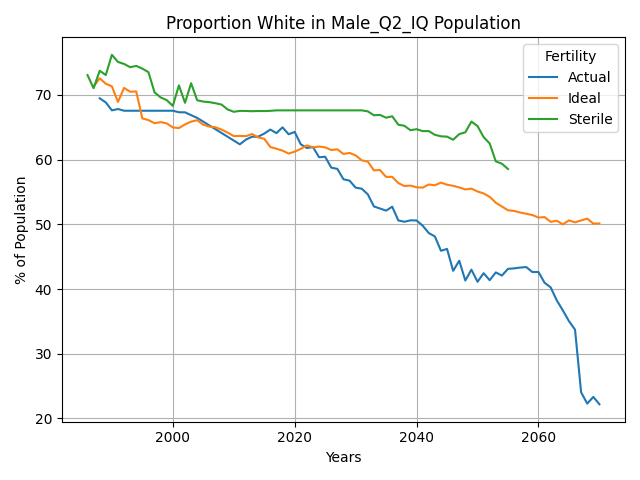 Proportion White in Male_Q2_IQ Population
Fertility
Actual
Ideal
Sterile
% of Population
70
60
50
40
30
20
2000
2020
2040
2060
Years